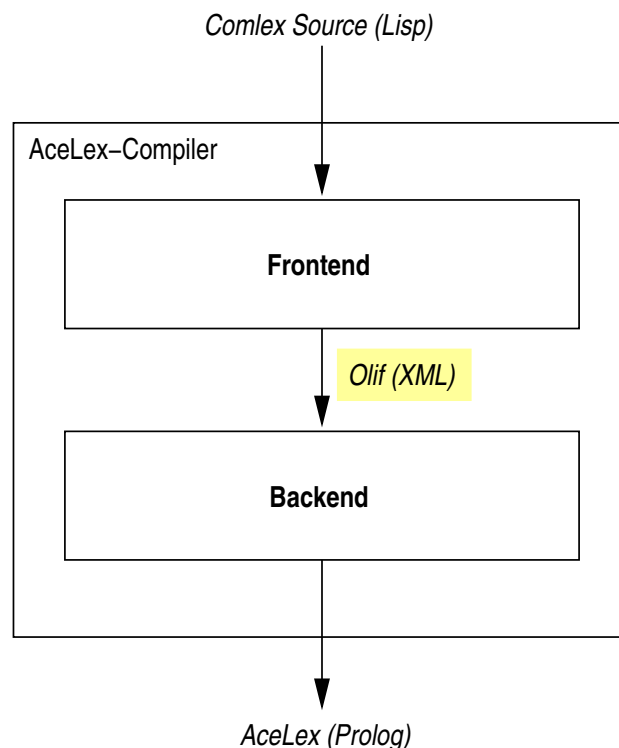 Comlex Source (Lisp)
AceLex−Compiler
Frontend
Olif (XML)
Backend
AceLex (Prolog)